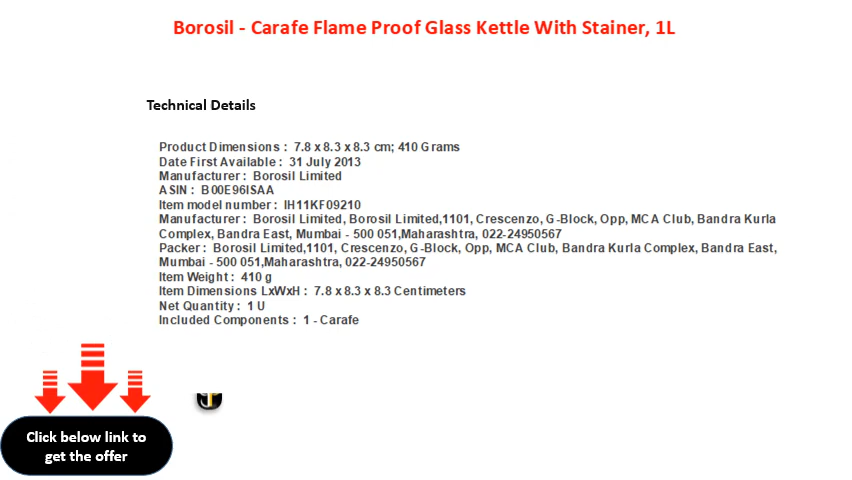 Borosil - Carafe Flame Proof Glass Kettle With Stainer, 1L
Technical Details
Product Dimensions : 7.8 x 8.3 x 8.3 cm; 410 Grams
Date First Available : 31 July 2013
Manufacturer : Borosil Limited
ASIN : B00E96ISAA
Item model number : IH11KF09210
Manufacturer : Borosil Limited, Borosil Limited,1101, Crescenzo, G-Block, Opp, MCA Club, Bandra Kurla
Complex, Bandra East, Mumbai - 500 051,Maharashtra, 022-24950567
Packer : Borosil Limited,1101, Crescenzo, G-Block, Opp, MCA Club, Bandra Kurla Complex, Bandra East,
Mumbai - 500 051,Maharashtra, 022-24950567
Item Weight : 410 g
Item Dimensions LxWxH : 7.8 x 8.3 x 8.3 Centimeters
Net Quantity : 1 U
Included Components : 1 - Carafe
Click below link to
get the offer